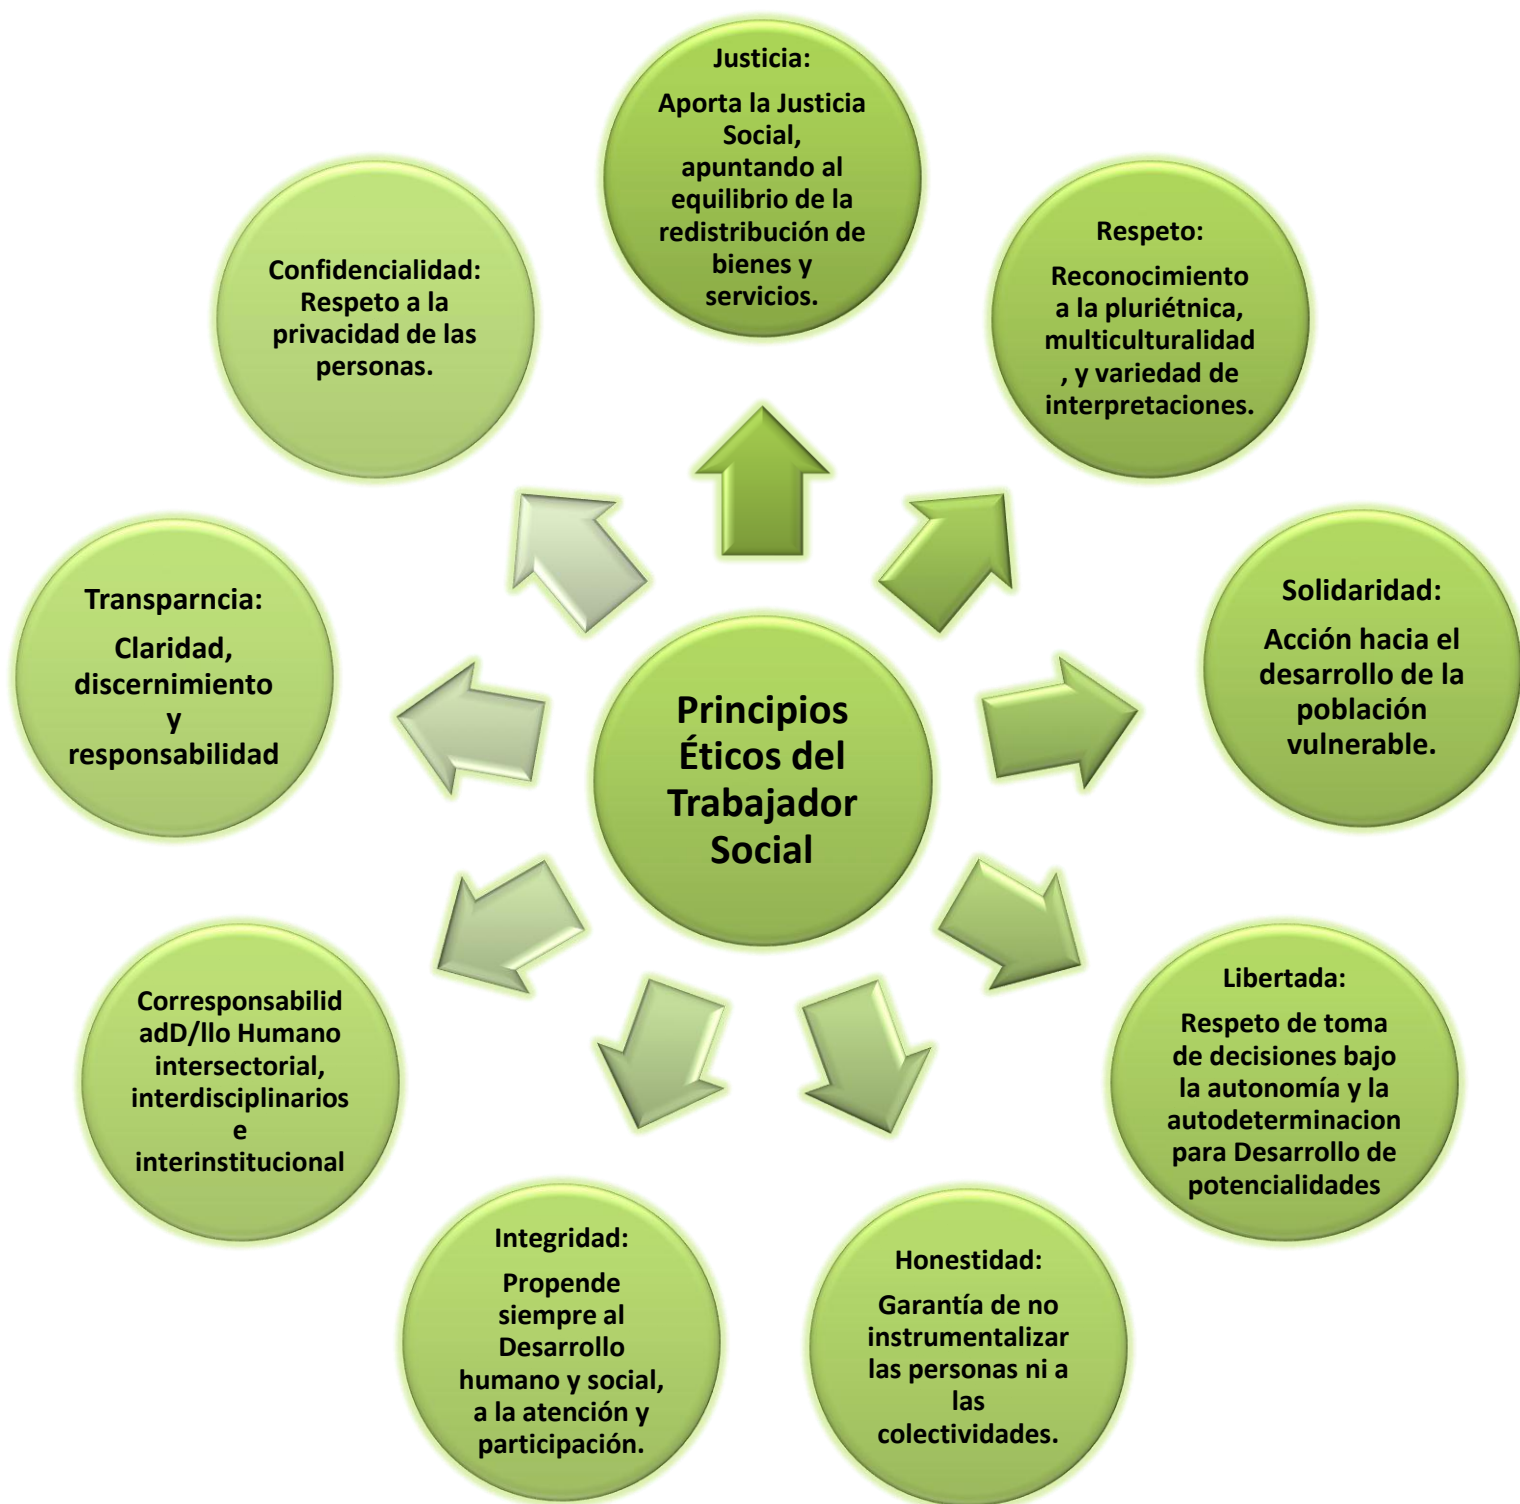 Justicia:
Aporta la Justicia
Social,
apuntando al
equilibrio de la
redistribución de
bienes y
servicios.
Respeto:
Reconocimiento
a la pluriétnica,
multiculturalidad
, y variedad de
interpretaciones.
Solidaridad:
Acción hacia el
desarrollo de la
población
vulnerable.
Libertada:
Respeto de toma
de decisiones bajo
la autonomía y la
autodeterminacion
para Desarrollo de
potencialidades
Honestidad:
Garantía de no
instrumentalizar
las personas ni a
las
colectividades.
Integridad:
Propende
siempre al
Desarrollo
humano y social,
a la atención y
participación.
Corresponsabilid
adD/llo Humano
intersectorial,
interdisciplinarios
e
interinstitucional
Transparncia:
Claridad,
discernimiento
y
responsabilidad
Confidencialidad:
Respeto a la
privacidad de las
personas.
Principios
Éticos del
Trabajador
Social